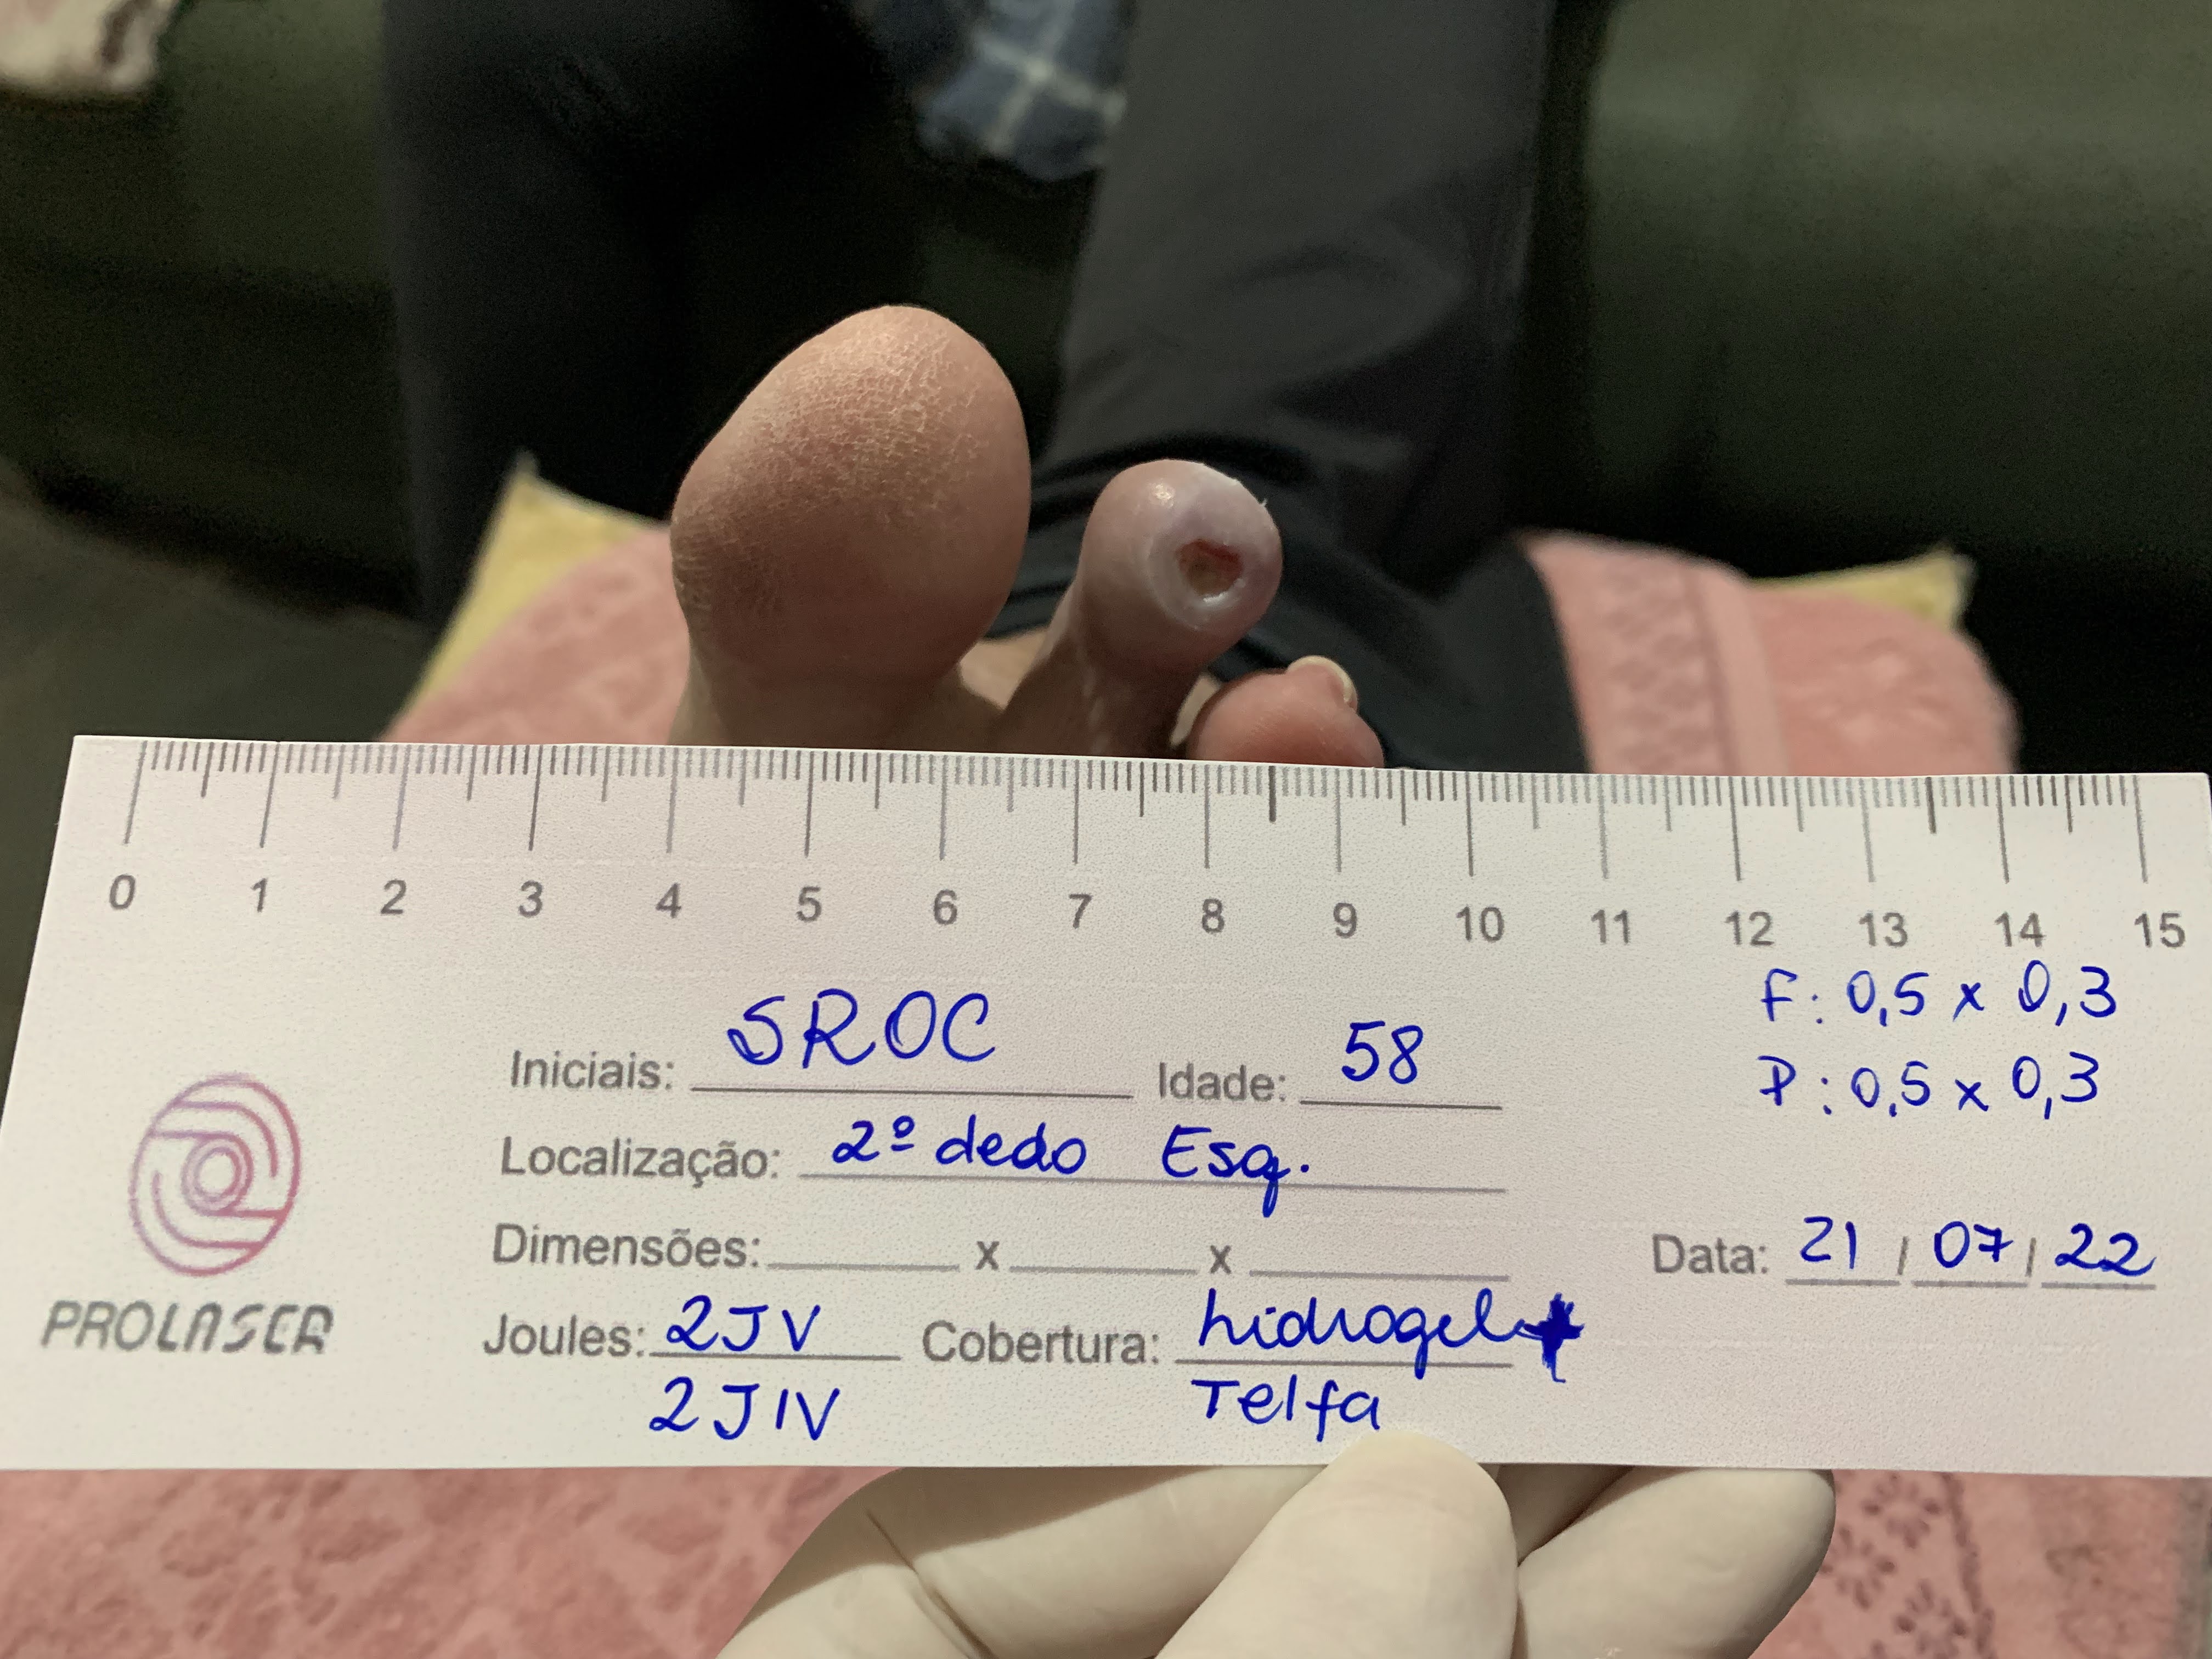 0 1 2 3 4 5 6 7 8 9 10 11 12 13 14 15
F: 0,5 x 0,3
P: 0,5 x 0,3
Iniciais: SROC Idade: 58
Localização: 2º dedo Esq.
Dimensões: x x
Data: 21 / 07 / 22
Joules: 2JV Cobertura: hidrogel +
2JIV Telfa
PROLASER